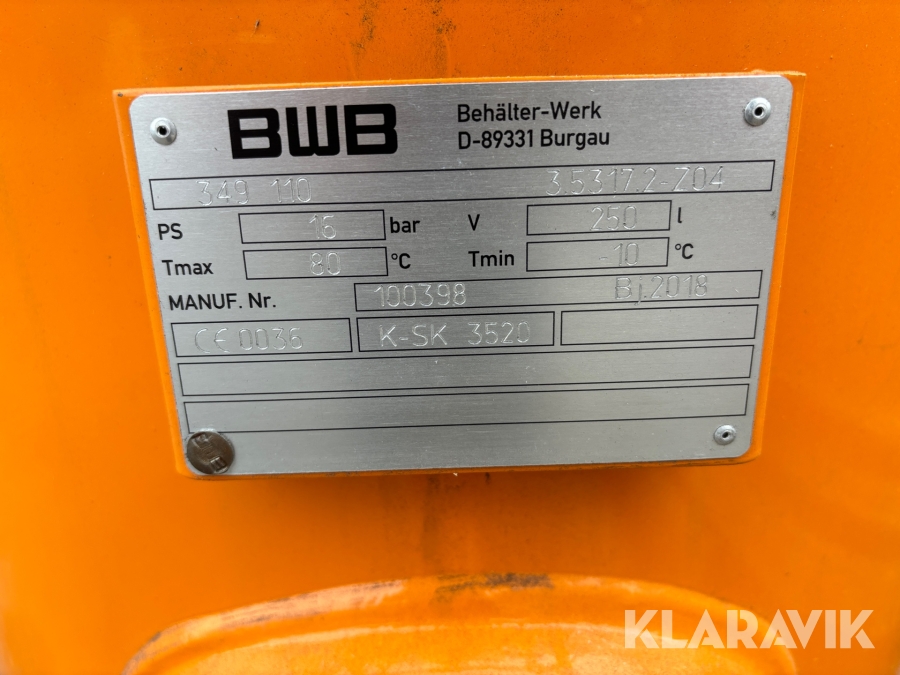 BWB
Behälter-Werk
D-89331 Burgau
349 110 3.5317.2-Z04
PS 16 bar V 250 l
Tmax 80 °C Tmin -10 °C
MANUF. Nr. 100398 Bj.2018
CE 0036 K-SK 3520
KLARAVIK